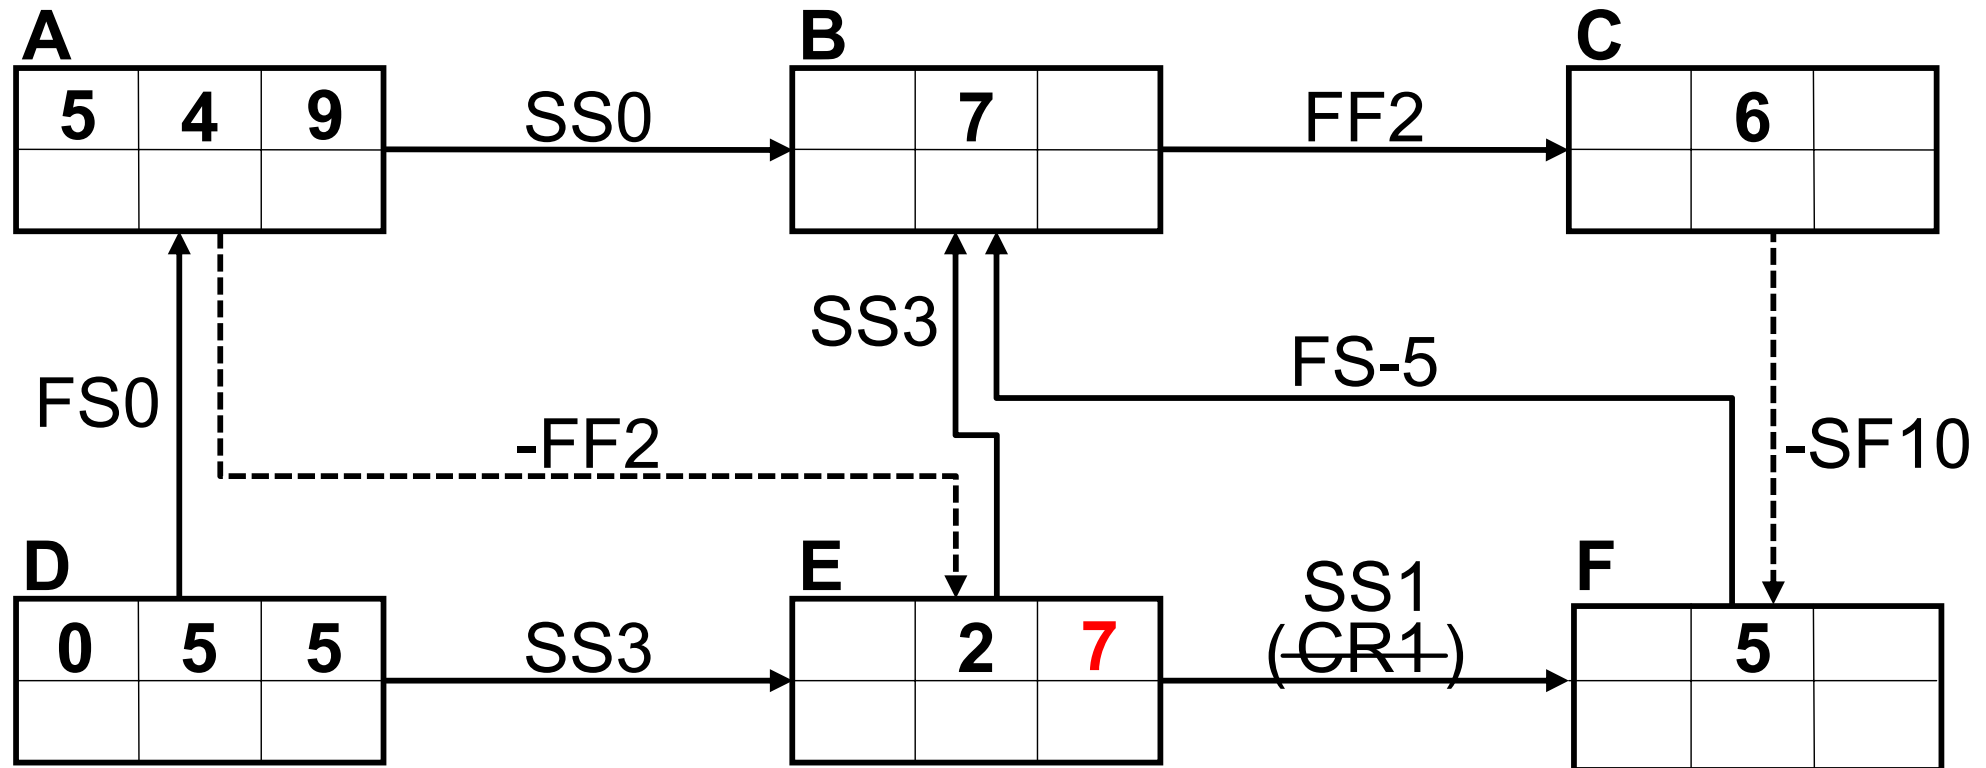 A B C
5 4 9 SS0 7 FF2 6
SS3
FS-5
FS0
-FF2
-SF10
D E F
SS1
0 5 5 SS3 2 7 (CR1) 5